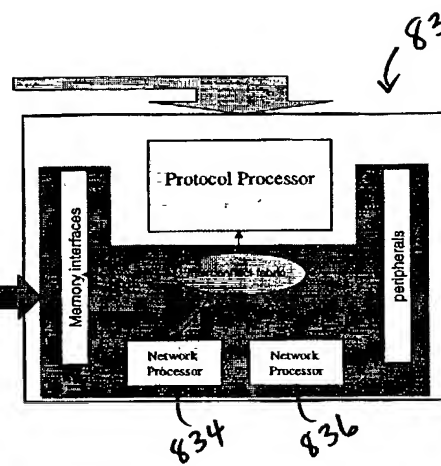 83
Protocol Processor
Memory interfaces
peripherals
Network
Processor
Network
Processor
834
836